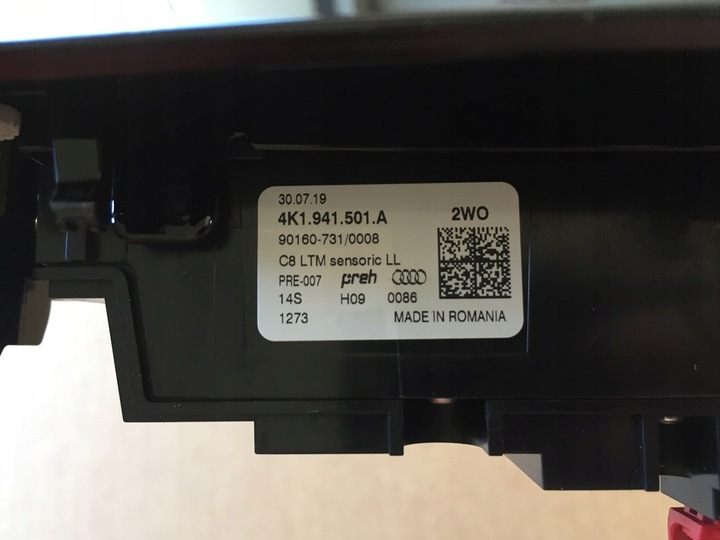 30.07.19
4K1.941.501.A 2WO
90160-731/0008
C8 LTM sensoric LL
PRE-007 preh
14S H09 0086
1273 MADE IN ROMANIA